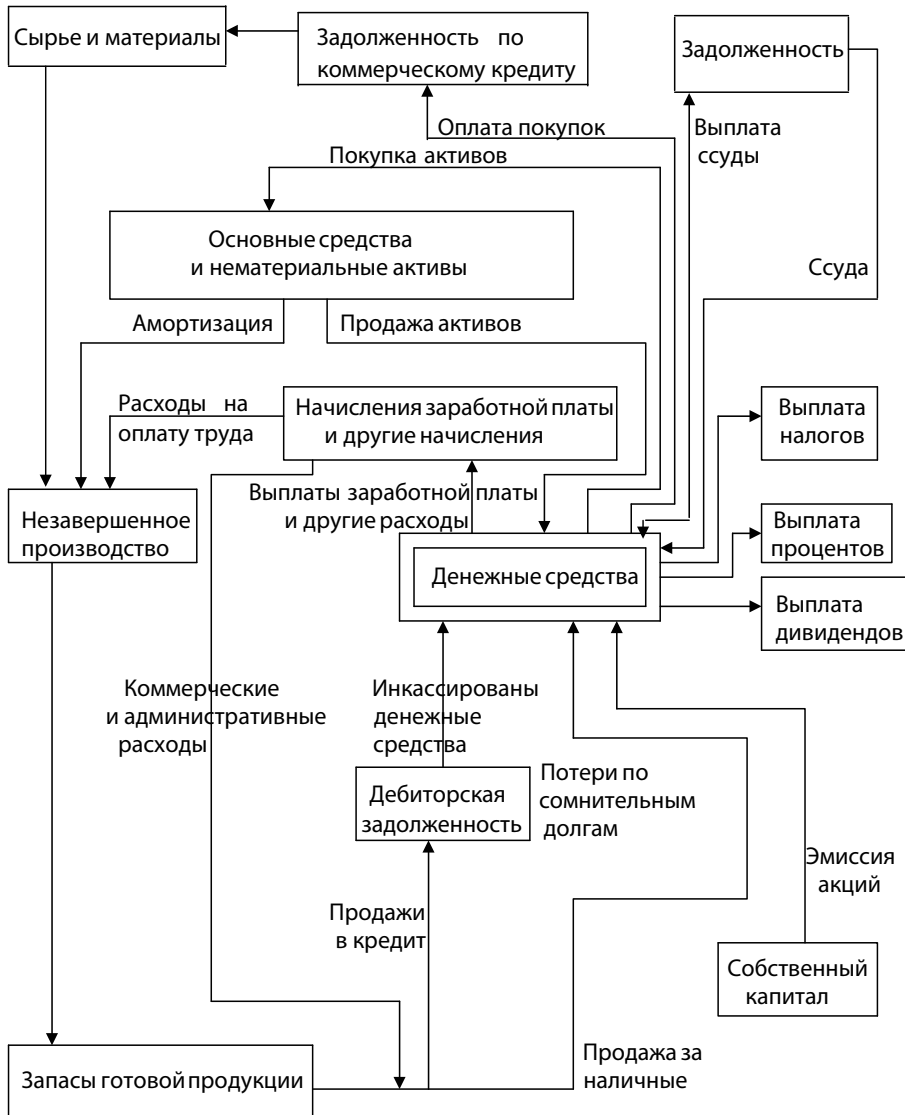 Сырье и материалы
Задолженность по
коммерческому кредиту
Задолженность
Оплата покупок
Выплата
ссуды
Покупка активов
Основные средства
и нематериальные активы
Ссуда
Амортизация
Продажа активов
Расходы на
оплату труда
Начисления заработной платы
и другие начисления
Выплата
налогов
Выплаты заработной платы
и другие расходы
Незавершенное
производство
Выплата
процентов
Денежные средства
Выплата
дивидендов
Коммерческие
и административные
расходы
Инкассированы
денежные
средства
Дебиторская
задолженность
Потери по
сомнительным
долгам
Эмиссия
акций
Продажи
в кредит
Собственный
капитал
Запасы готовой продукции
Продажа за
наличные